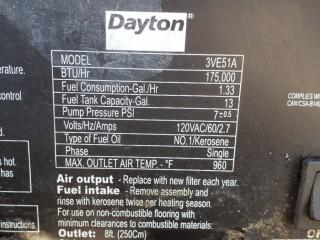 Dayton
MODEL 3VE51A
BTU/Hr 175,000
Fuel Consumption-Gal./Hr 1.33
Fuel Tank Capacity-Gal. 13
Pump Pressure PSI 7±0.5
Volts/Hz/Amps 120VAC/60/2.7
Type of Fuel Oil NO.1/Kerosene
Phase Single
MAX. OUTLET AIR TEMP. -°F 960
Air output - Replace with new filter each year.
Fuel intake - Remove assembly and
rinse with kerosene twice per heating season.
For use on non-combustible flooring with
minimum clearances to combustible materials:
Outlet: 8ft. (250Cm)
perature.
control
s hot.
his
instructions.
COMPLIES WI
CAN/CSA-B140